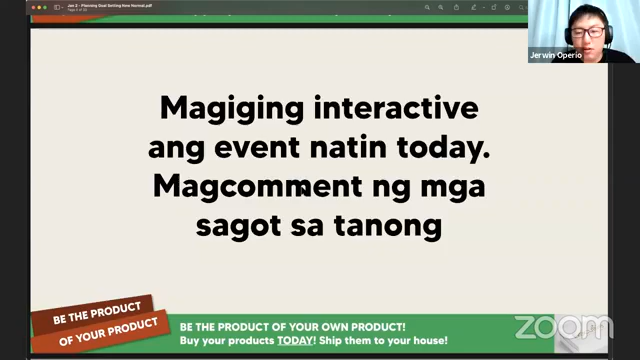 Jan 2 - Planning Goal Setting New Normal.pdf
Jerwin Operio
Magiging interactive
ang event natin today.
Magcomment ng mga
sagot sa tanong
BE THE PRODUCT
OF YOUR PRODUCT
BE THE PRODUCT OF YOUR OWN PRODUCT!
Buy your products TODAY! Ship them to your house!
zoom